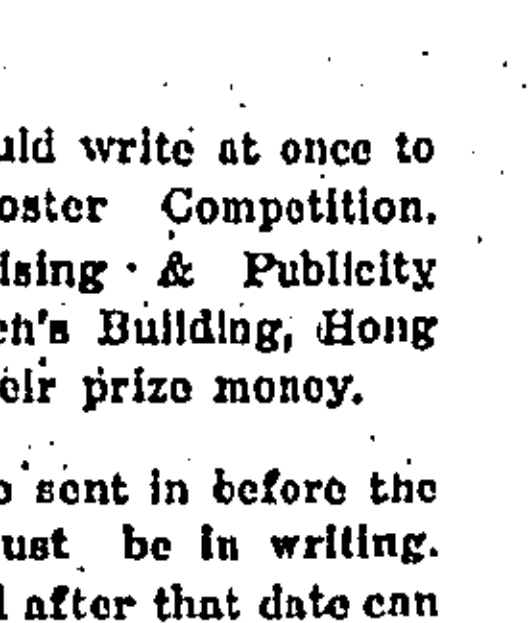 uld write at once to
oster Competition.
ising & Publicity
ch's Building, Hong
eir prize money.
sent in before the
ust be in writing.
after that date can